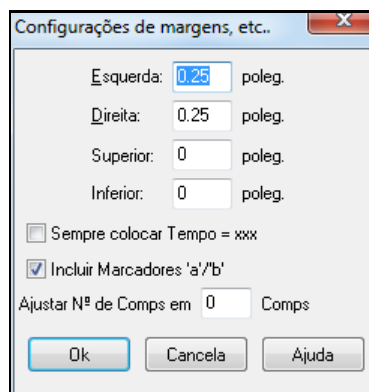 Configurações de margens, etc..
Esquerda: 0.25 poleg.
Direita: 0.25 poleg.
Superior: 0 poleg.
Inferior: 0 poleg.
Sempre colocar Tempo = xxx
Incluir Marcadores 'a'/'b'
Ajustar Nº de Comps em 0 Comps
Ok Cancela Ajuda